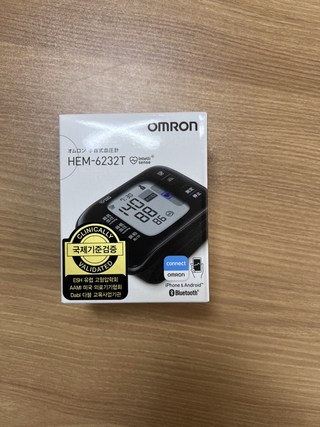 OMRON
オムロン 手首式血圧計
HEM-6232T intelli sense
CLINICALLY
국제기준검증
VALIDATED
ESH 유럽 고혈압학회
AAMI 미국 의료기기협회
Dabl 다블 교육사업기관
connect
OMRON
iPhone & Android™
Bluetooth®